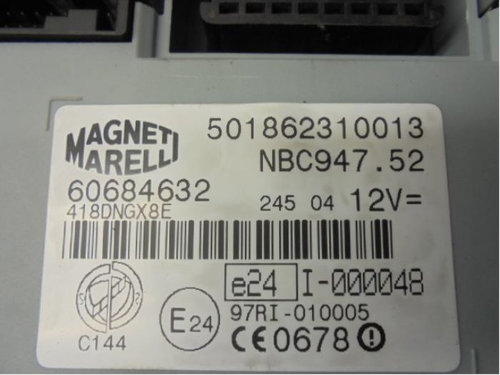 MAGNETI MARELLI
501862310013
NBC947.52
60684632
418DNGX8E
245 04 12V=
e24 I-000048
97RI-010005
E24
C144
CE0678